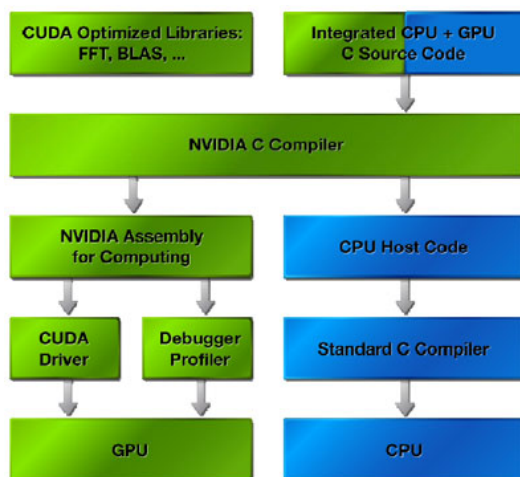 CUDA Optimized Libraries:
FFT, BLAS, ...
Integrated CPU + GPU
C Source Code
NVIDIA C Compiler
NVIDIA Assembly
for Computing
CPU Host Code
CUDA
Driver
Debugger
Profiler
Standard C Compiler
GPU
CPU